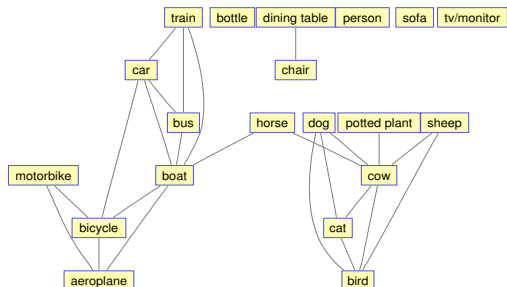 train bottle dining table person sofa tv/monitor
car chair
bus horse dog potted plant sheep
motorbike boat cow
bicycle cat
aeroplane bird